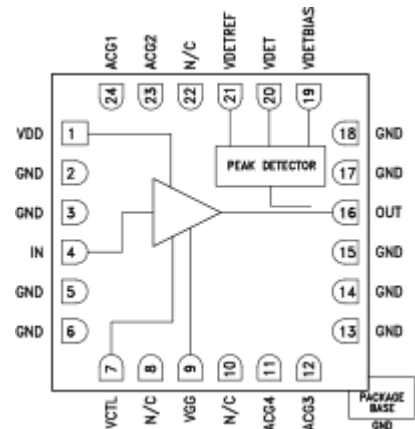 ACG1
ACG2
N/C
VDETREF
VDET
VDETBIAS
24
23
22
21
20
19
VDD
1
GND
2
GND
3
IN
4
GND
5
GND
6
PEAK DETECTOR
18
GND
17
GND
16
OUT
15
GND
14
GND
13
GND
7
8
9
10
11
12
VCTL
N/C
VGG
N/C
ACG4
ACG3
PACKAGE
BASE
GND